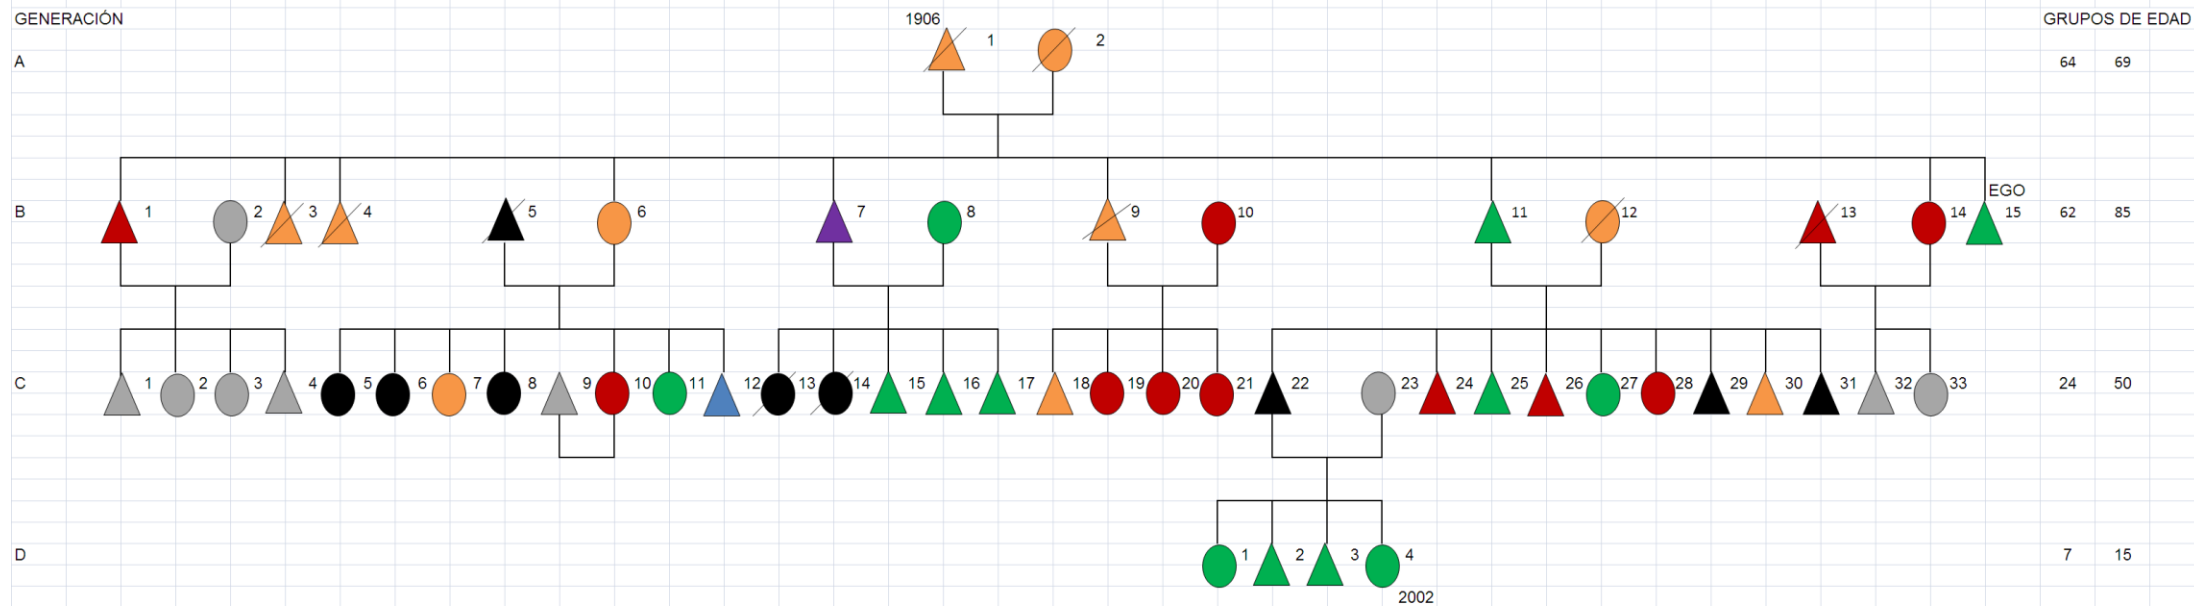 GENERACIÓN 1906 GRUPOS DE EDAD
1 2
A 64 69
EGO
B 1 2 3 4 5 6 7 8 9 10 11 12 13 14 15 62 85
C 1 2 3 4 5 6 7 8 9 10 11 12 13 14 15 16 17 18 19 20 21 22 23 24 25 26 27 28 29 30 31 32 33 24 50
D 1 2 3 4 7 15
2002